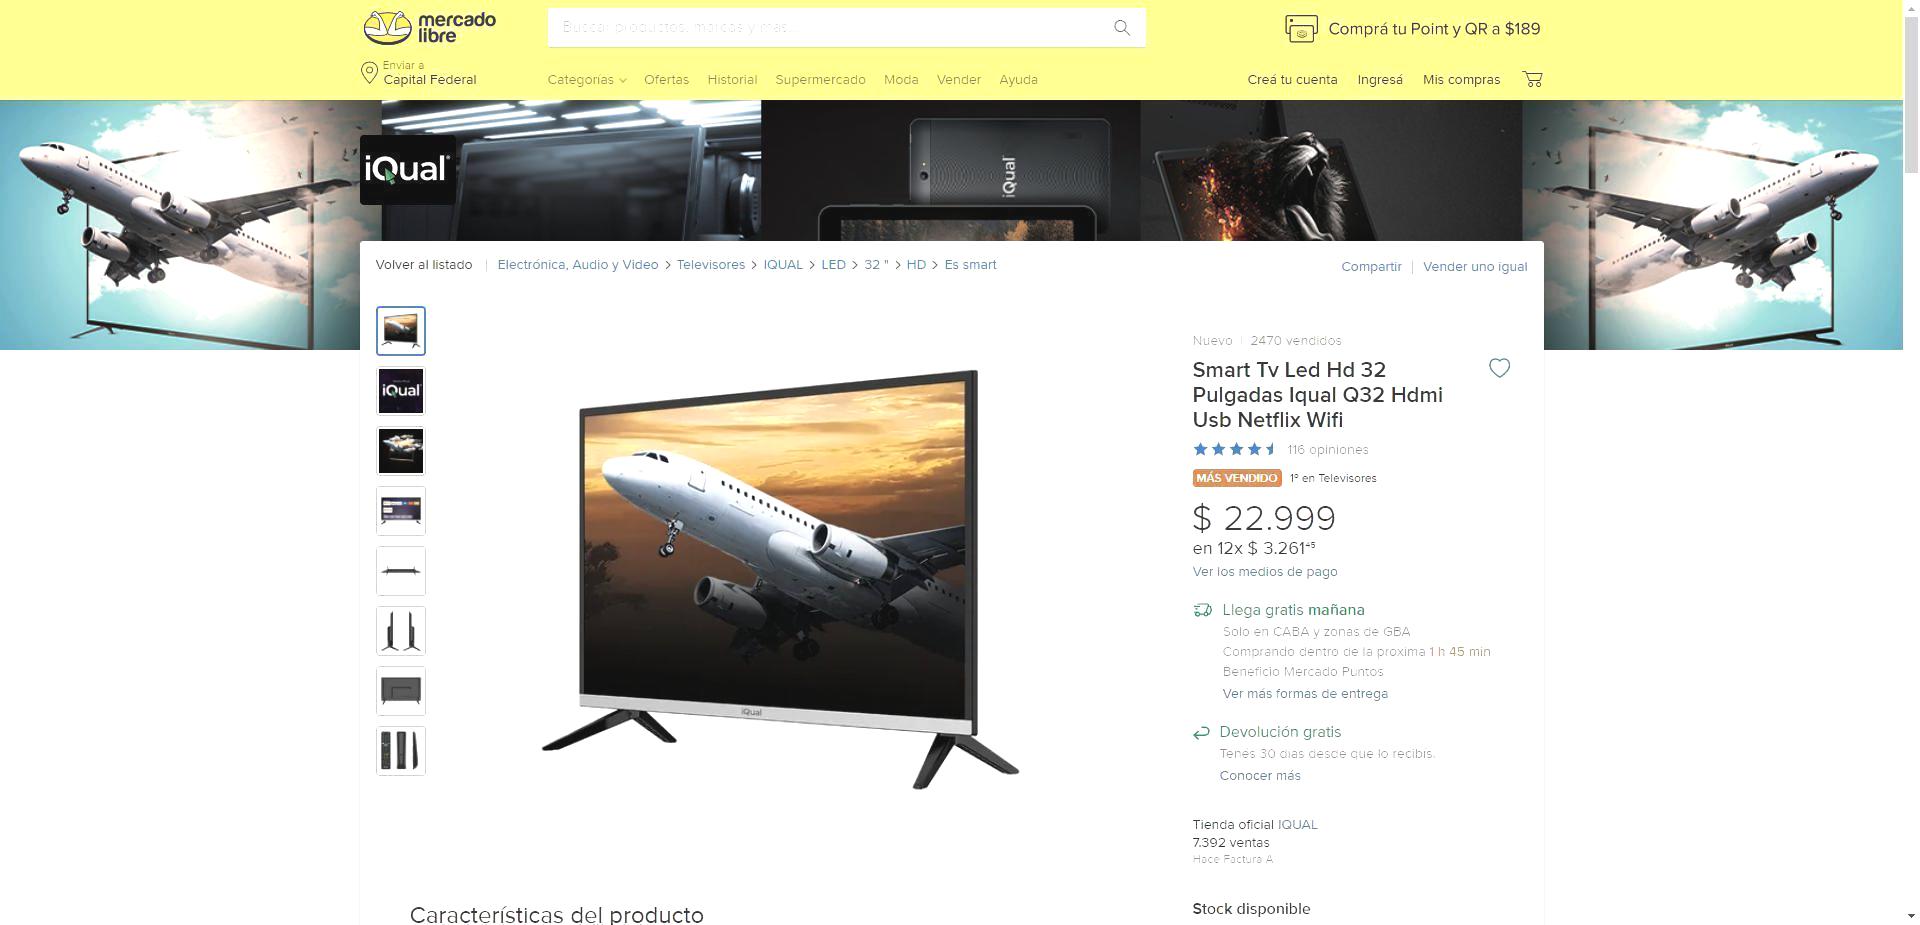 mercado
libre
Buscar productos, marcas y más...
Comprá tu Point y QR a $189
Enviar a
Capital Federal
Categorías
Ofertas
Historial
Supermercado
Moda
Vender
Ayuda
Creá tu cuenta
Ingresá
Mis compras
iQual
iQual
Volver al listado
Electrónica, Audio y Video > Televisores > IQUAL > LED > 32 " > HD > Es smart
Compartir
Vender uno igual
iQual
Nuevo | 2470 vendidos
Smart Tv Led Hd 32
Pulgadas Iqual Q32 Hdmi
Usb Netflix Wifi
116 opiniones
MÁS VENDIDO 1º en Televisores
$ 22.999
en 12x $ 3.261⁴⁵
Ver los medios de pago
Llega gratis mañana
Solo en CABA y zonas de GBA
Comprando dentro de la proxima 1 h 45 min
Beneficio Mercado Puntos
Ver más formas de entrega
Devolución gratis
Tenés 30 días desde que lo recibís.
Conocer más
iQual
Tienda oficial IQUAL
7.392 ventas
Hace Factura A
Stock disponible
Características del producto